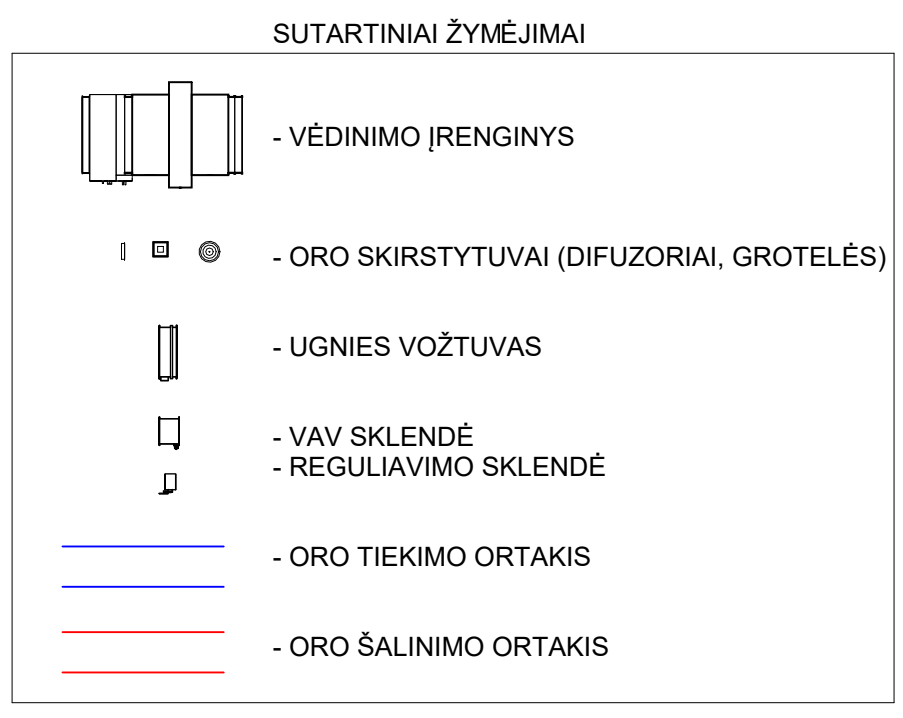 SUTARTINIAI ŽYMĖJIMAI
- VĖDINIMO ĮRENGINYS
- ORO SKIRSTYTUVAI (DIFUZORIAI, GROTELĖS)
- UGNIES VOŽTUVAS
- VAV SKLENDĖ
- REGULIAVIMO SKLENDĖ
- ORO TIEKIMO ORTAKIS
- ORO ŠALINIMO ORTAKIS